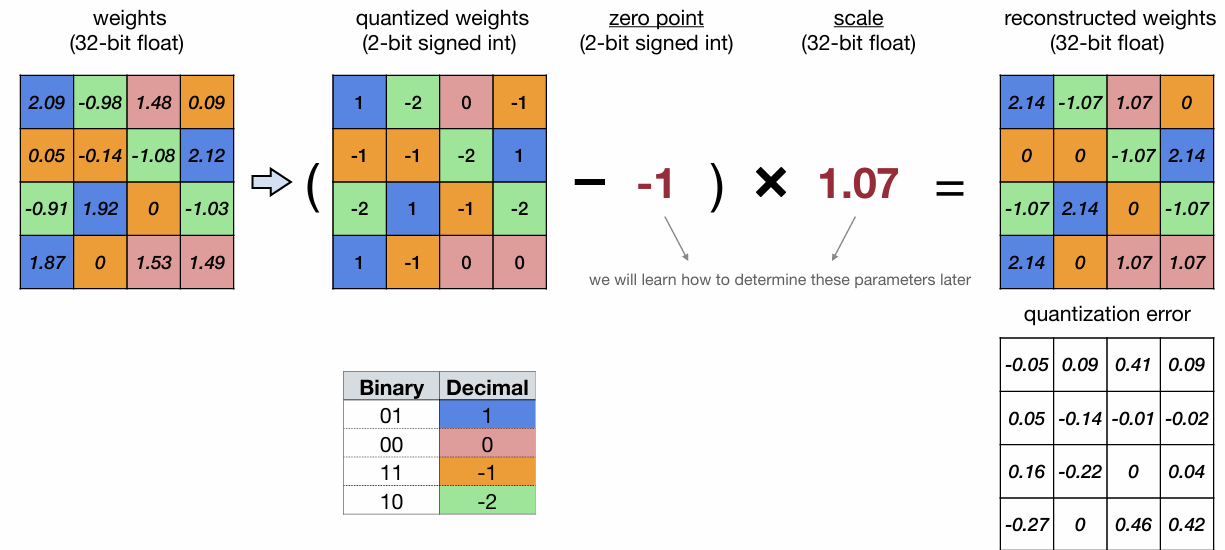 weights
(32-bit float)
quantized weights
(2-bit signed int)
zero point
(2-bit signed int)
scale
(32-bit float)
reconstructed weights
(32-bit float)
2.09 -0.98 1.48 0.09
0.05 -0.14 -1.08 2.12
-0.91 1.92 0 -1.03
1.87 0 1.53 1.49
(
1 -2 0 -1
-1 -1 -2 1
-2 1 -1 -2
1 -1 0 0
− -1 ) × 1.07 =
we will learn how to determine these parameters later
2.14 -1.07 1.07 0
0 0 -1.07 2.14
-1.07 2.14 0 -1.07
2.14 0 1.07 1.07
quantization error
-0.05 0.09 0.41 0.09
0.05 -0.14 -0.01 -0.02
0.16 -0.22 0 0.04
-0.27 0 0.46 0.42
Binary Decimal
01 1
00 0
11 -1
10 -2